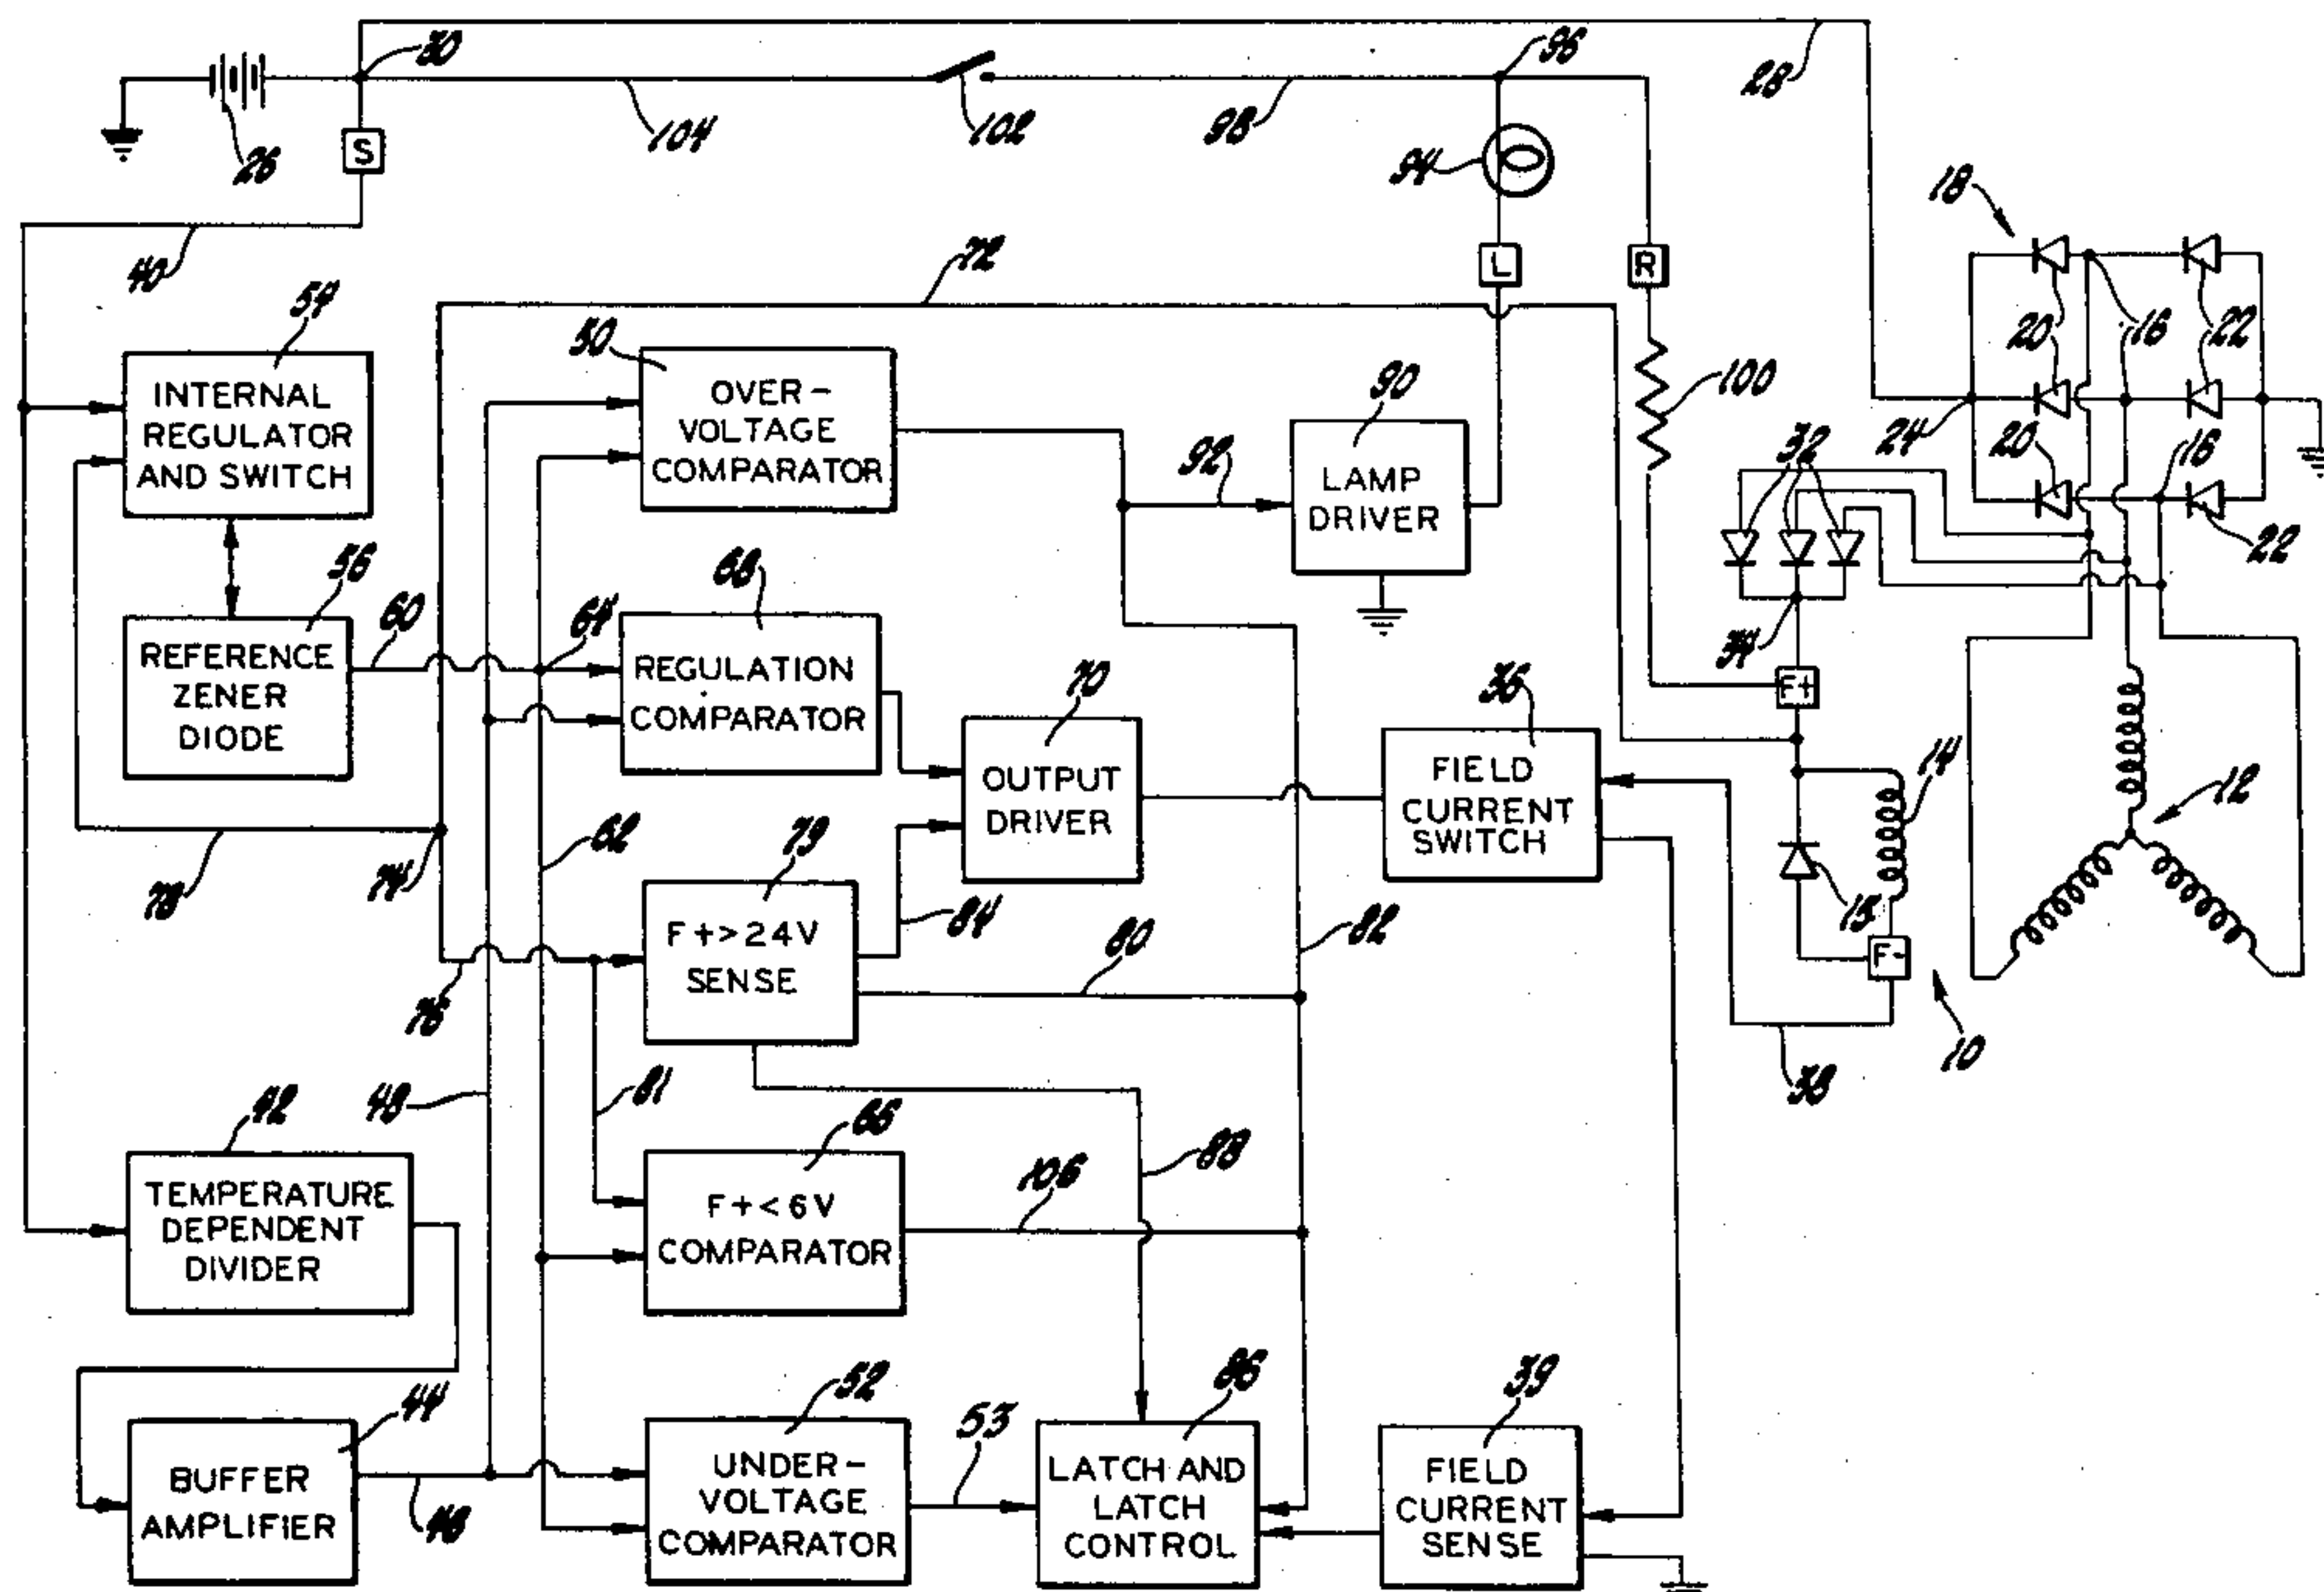 30
96
28
26
104
102
98
94
S
18
40
72
L
R
20
16
22
54
INTERNAL
REGULATOR
AND SWITCH
50
OVER-
VOLTAGE
COMPARATOR
90
LAMP
DRIVER
92
100
32
24
20
16
22
56
REFERENCE
ZENER
DIODE
60
64
68
REGULATION
COMPARATOR
34
F+
70
OUTPUT
DRIVER
36
FIELD
CURRENT
SWITCH
14
12
15
F-
10
38
78
74
62
79
F+>24V
SENSE
84
80
82
76
81
48
42
TEMPERATURE
DEPENDENT
DIVIDER
66
F+<6V
COMPARATOR
106
88
44
BUFFER
AMPLIFIER
46
52
UNDER-
VOLTAGE
COMPARATOR
53
86
LATCH AND
LATCH
CONTROL
39
FIELD
CURRENT
SENSE